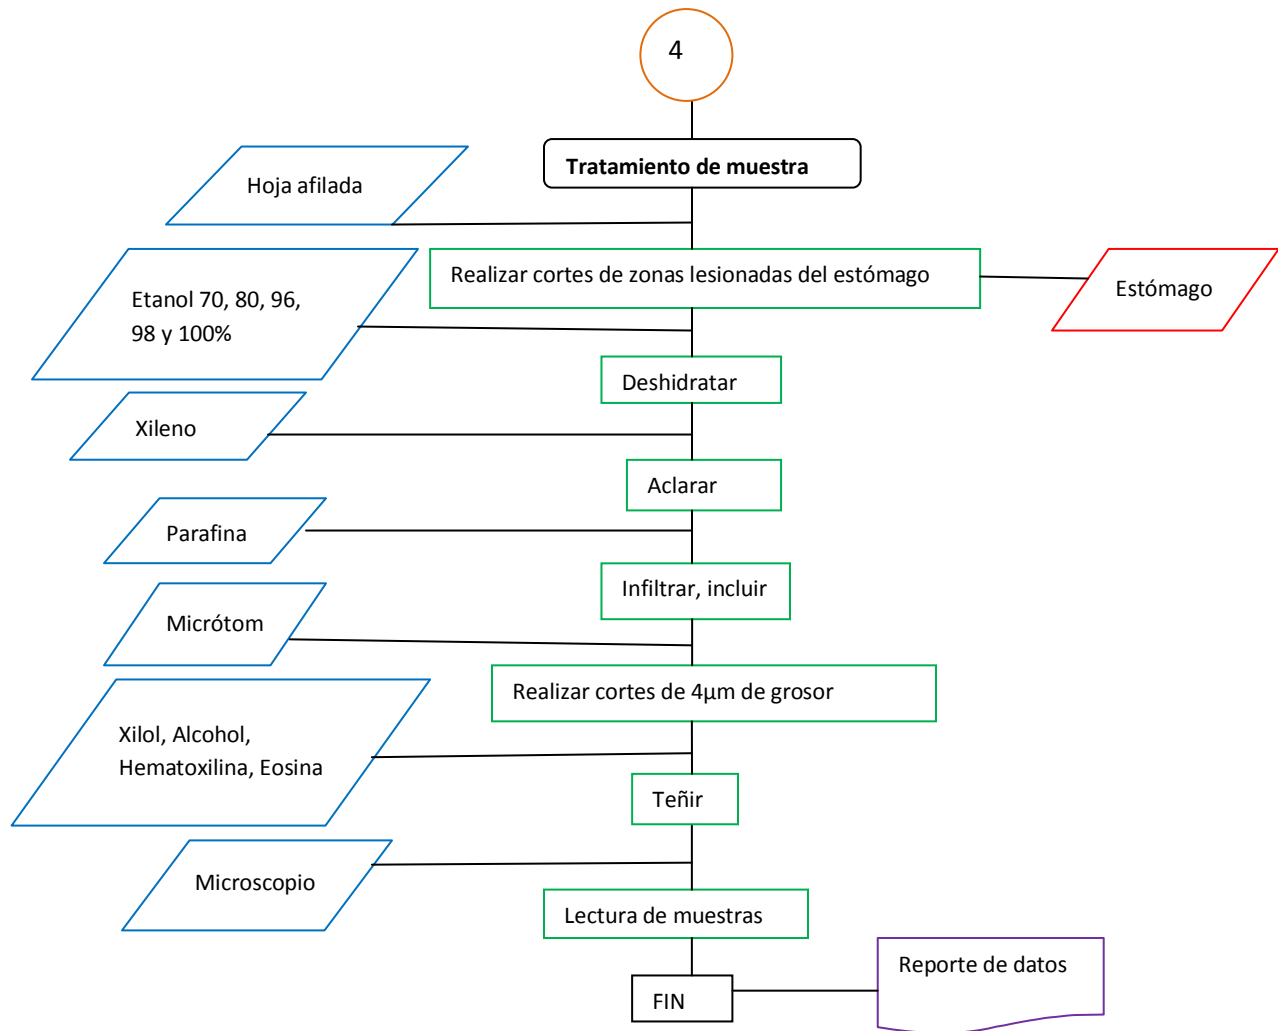 4
Tratamiento de muestra
Hoja afilada
Realizar cortes de zonas lesionadas del estómago
Estómago
Etanol 70, 80, 96,
98 y 100%
Deshidratar
Xileno
Aclarar
Parafina
Infiltrar, incluir
Micrótom
Realizar cortes de 4µm de grosor
Xilol, Alcohol,
Hematoxilina, Eosina
Teñir
Microscopio
Lectura de muestras
Reporte de datos
FIN